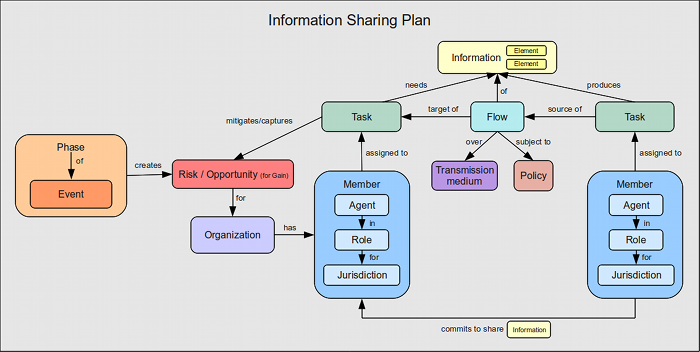 Information Sharing Plan
Information
Element
Element
needs
of
produces
Task
target of
Flow
source of
Task
mitigates/captures
over
subject to
assigned to
assigned to
Phase
of
Event
creates
Risk / Opportunity (for Gain)
for
Organization
has
Transmission
medium
Policy
Member
Agent
in
Role
for
Jurisdiction
Member
Agent
in
Role
for
Jurisdiction
commits to share
Information